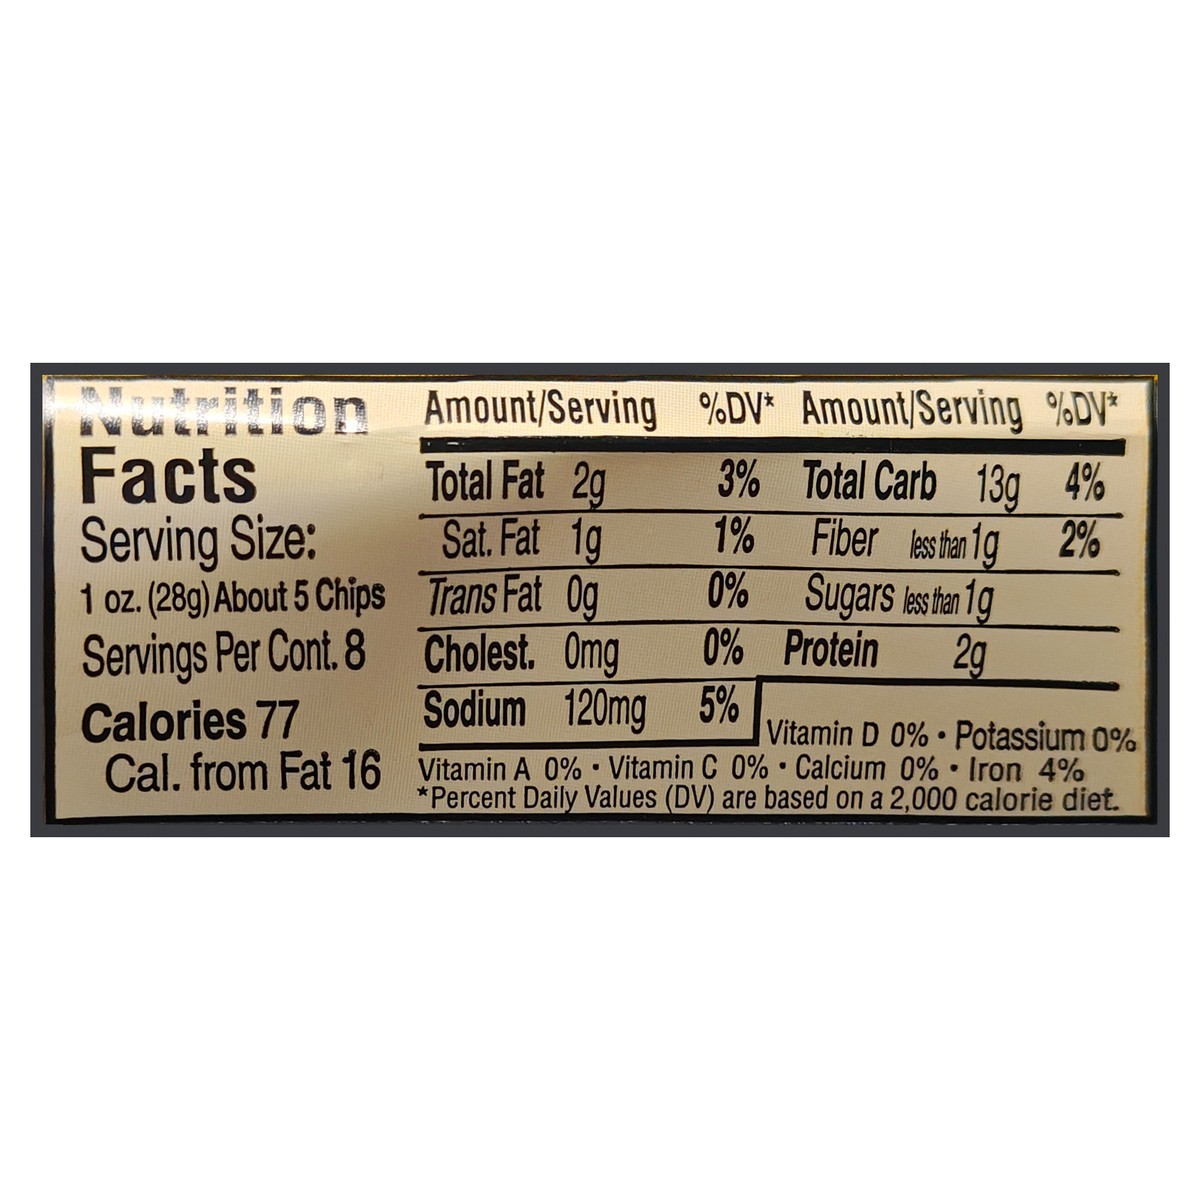 Nutrition
Facts
Serving Size:
1 oz. (28g) About 5 Chips
Servings Per Cont. 8
Calories 77
Cal. from Fat 16
Amount/Serving %DV* Amount/Serving %DV*
Total Fat 2g 3% Total Carb 13g 4%
Sat. Fat 1g 1% Fiber less than 1g 2%
Trans Fat 0g 0% Sugars less than 1g
Cholest. 0mg 0% Protein 2g
Sodium 120mg 5%
Vitamin D 0% • Potassium 0%
Vitamin A 0% • Vitamin C 0% • Calcium 0% • Iron 4%
*Percent Daily Values (DV) are based on a 2,000 calorie diet.